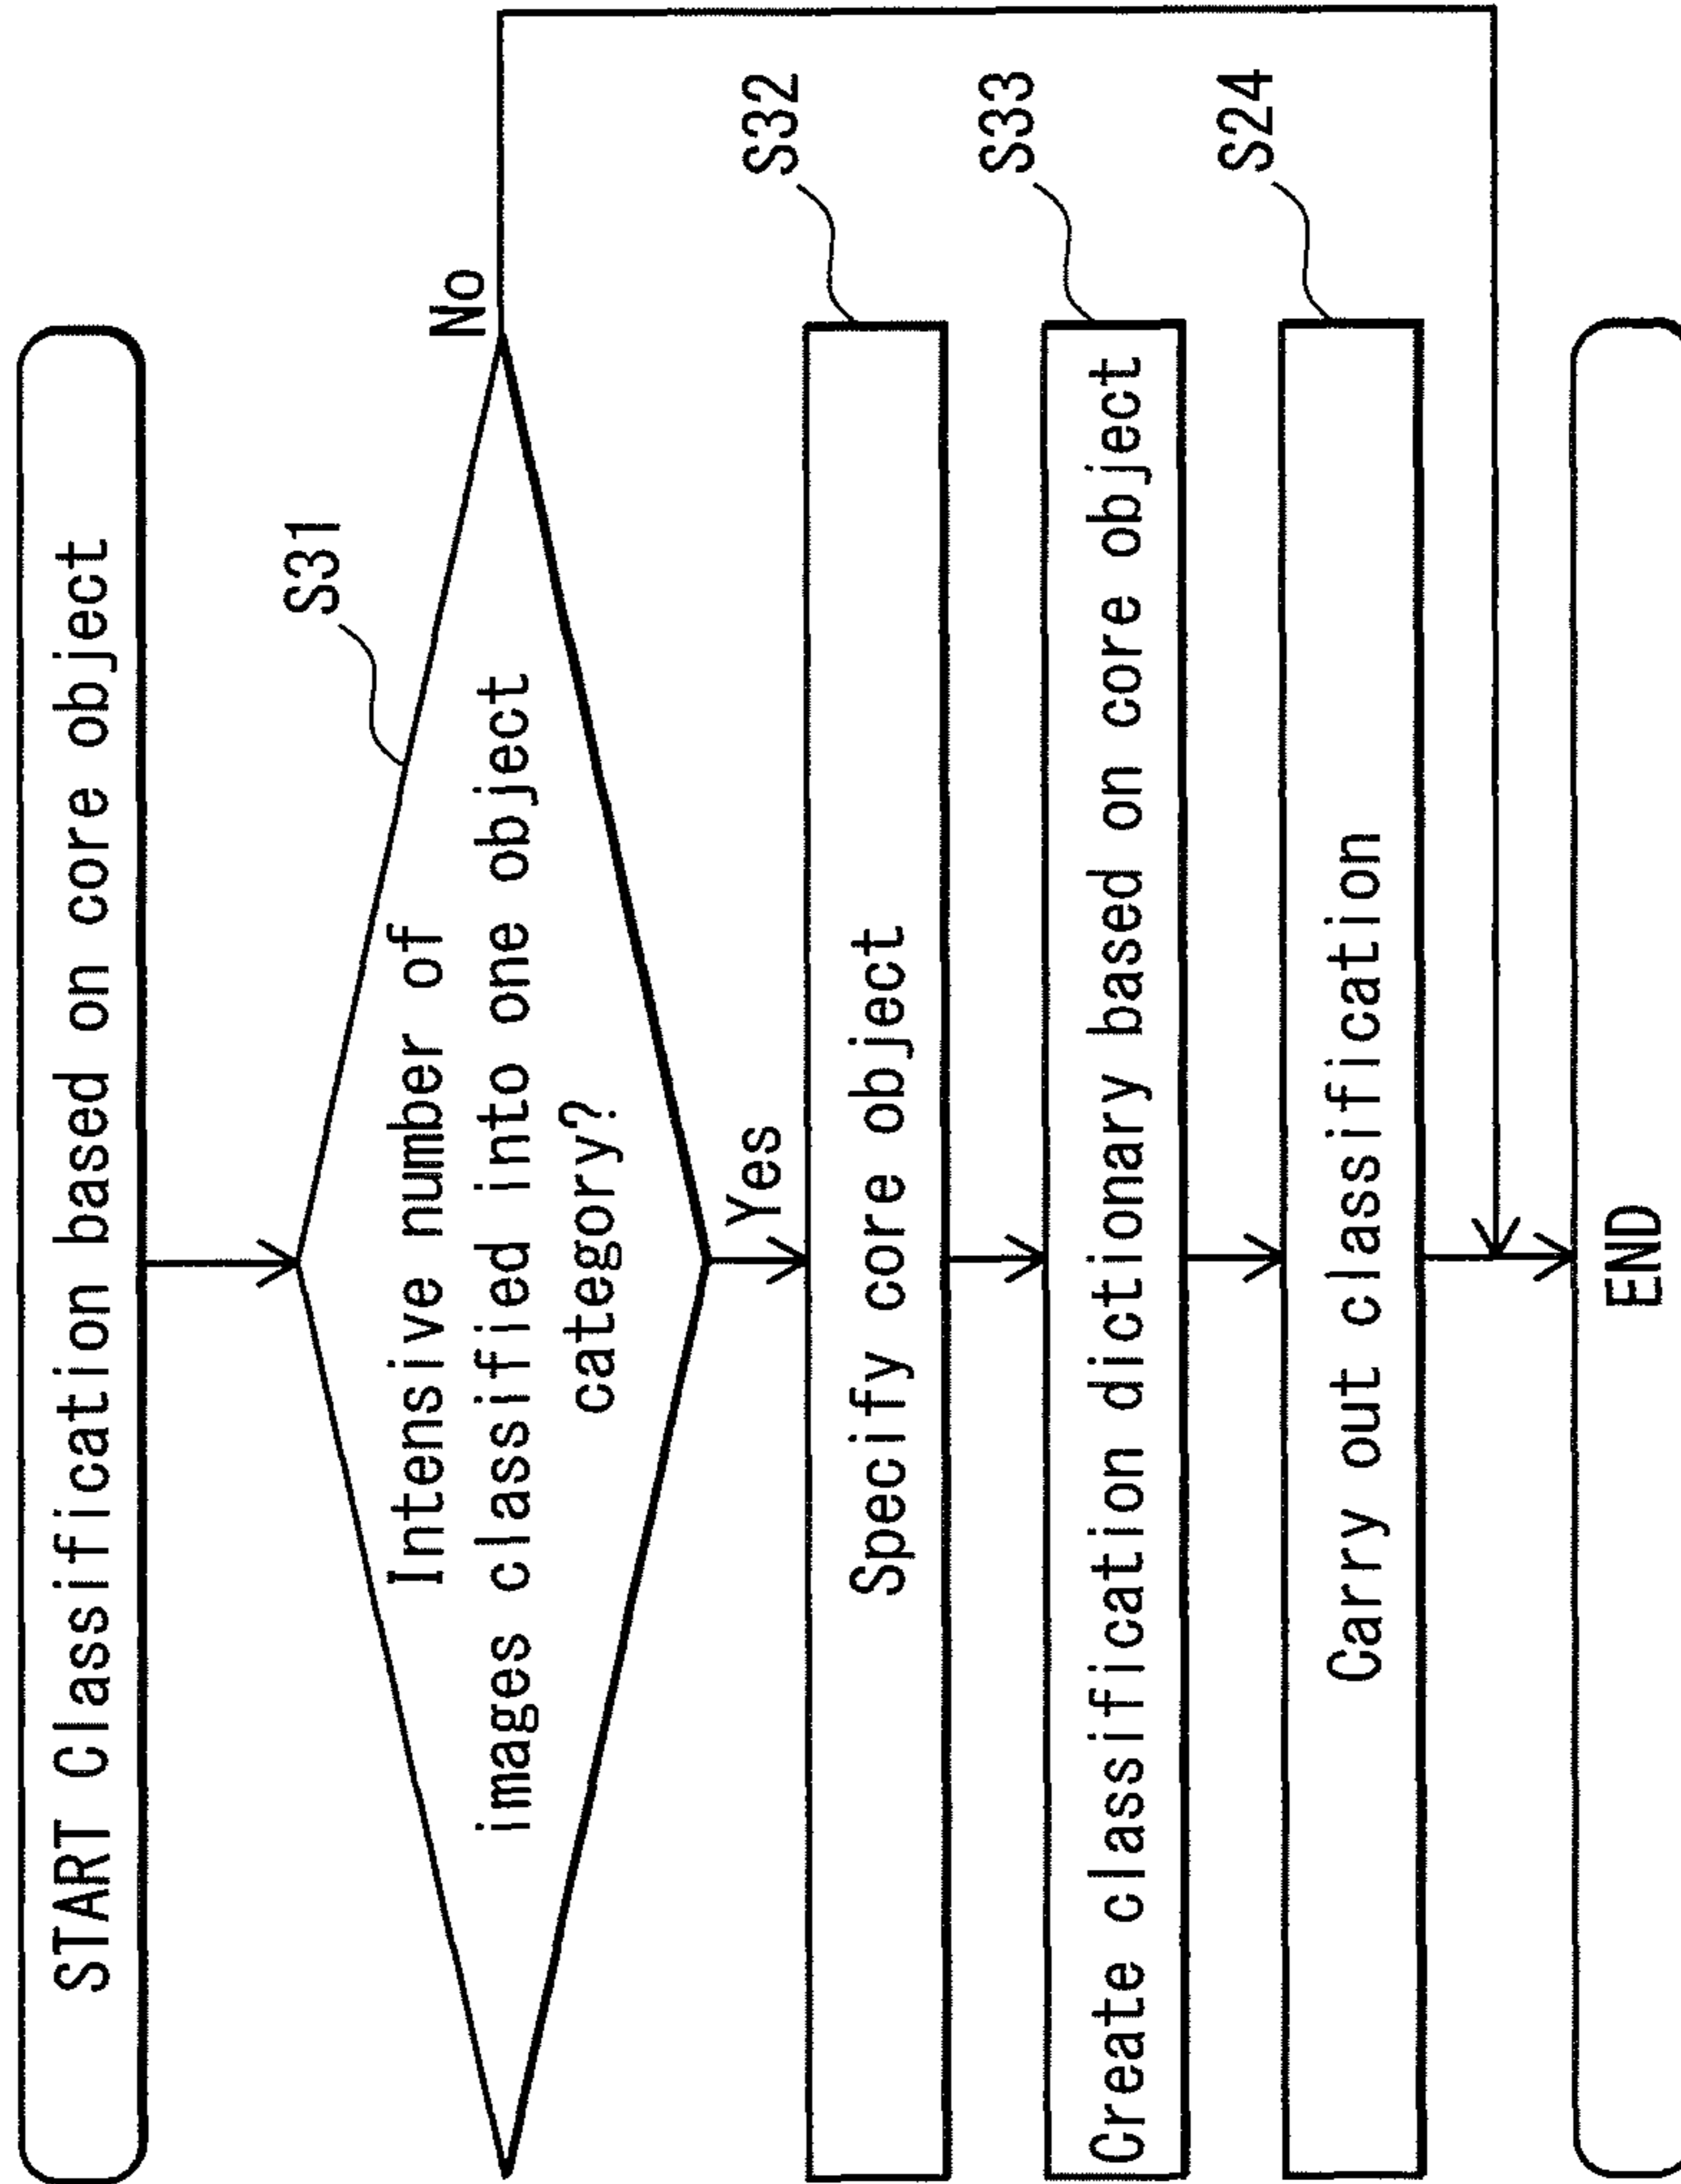 START Classification based on core object
S31
Intensive number of
images classified into one object
category?
No
Yes
S32
Specify core object
S33
Create classification dictionary based on core object
S24
Carry out classification
END